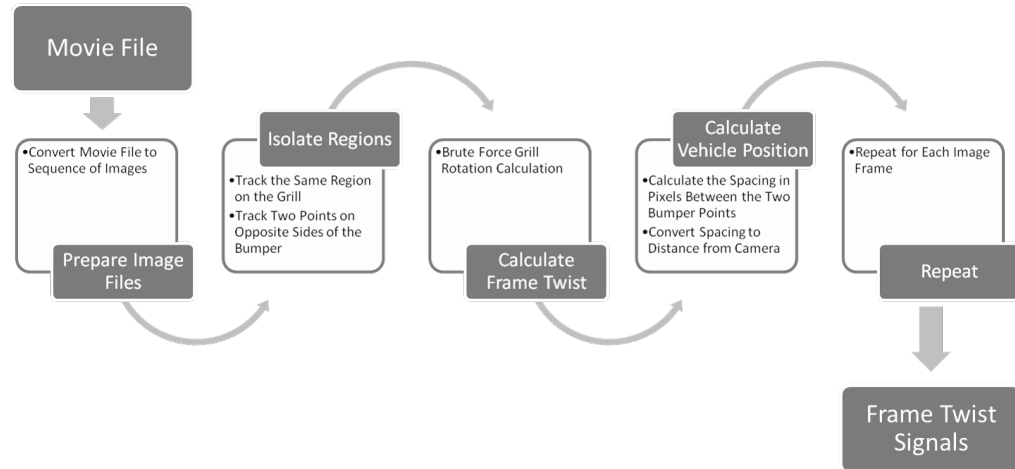 Movie File
•Convert Movie File to
Sequence of Images
Prepare Image
Files
Isolate Regions
•Track the Same Region
on the Grill
•Track Two Points on
Opposite Sides of the
Bumper
•Brute Force Grill
Rotation Calculation
Calculate
Frame Twist
Calculate
Vehicle Position
•Calculate the Spacing in
Pixels Between the Two
Bumper Points
•Convert Spacing to
Distance from Camera
•Repeat for Each Image
Frame
Repeat
Frame Twist
Signals